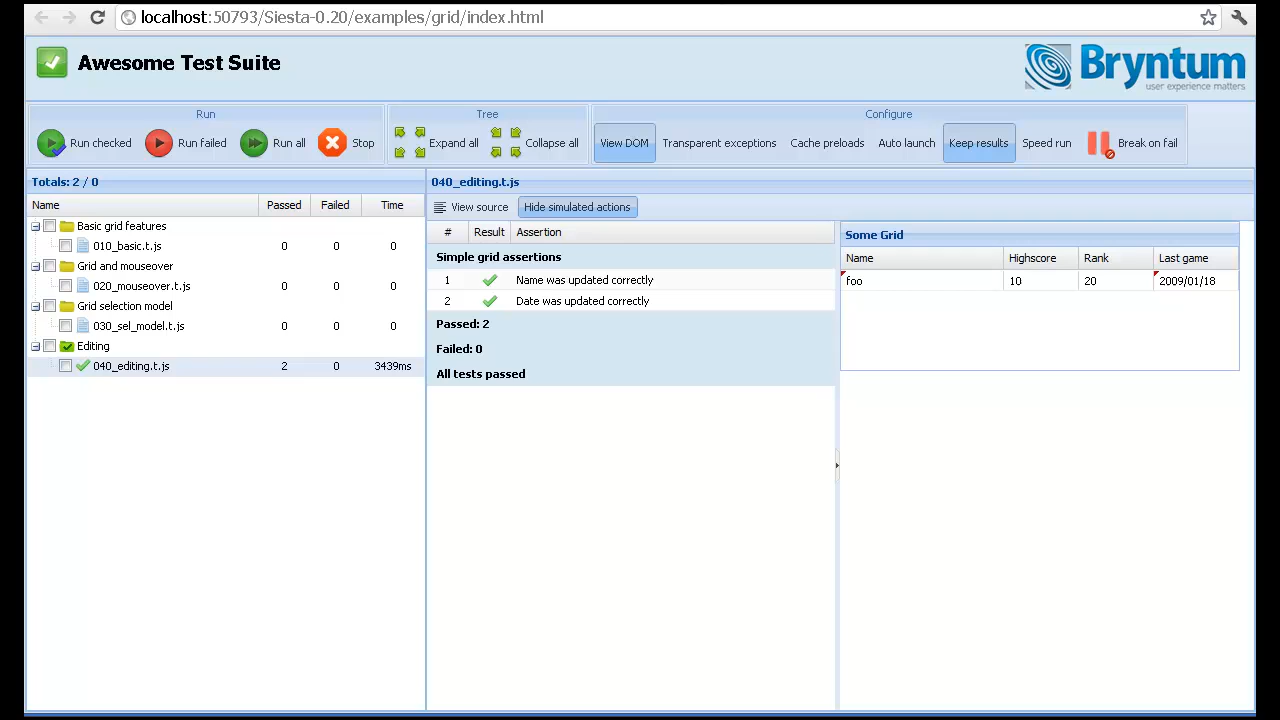 localhost:50793/Siesta-0.20/examples/grid/index.html
Awesome Test Suite
Bryntum
user experience matters
Run
Tree
Configure
Run checked
Run failed
Run all
Stop
Expand all
Collapse all
View DOM
Transparent exceptions
Cache preloads
Auto launch
Keep results
Speed run
Break on fail
Totals: 2 / 0
Name Passed Failed Time
Basic grid features
010_basic.t.js 0 0 0
Grid and mouseover
020_mouseover.t.js 0 0 0
Grid selection model
030_sel_model.t.js 0 0 0
Editing
040_editing.t.js 2 0 3439ms
040_editing.t.js
View source
Hide simulated actions
# Result Assertion
Simple grid assertions
1 Name was updated correctly
2 Date was updated correctly
Passed: 2
Failed: 0
All tests passed
Some Grid
Name Highscore Rank Last game
foo 10 20 2009/01/18